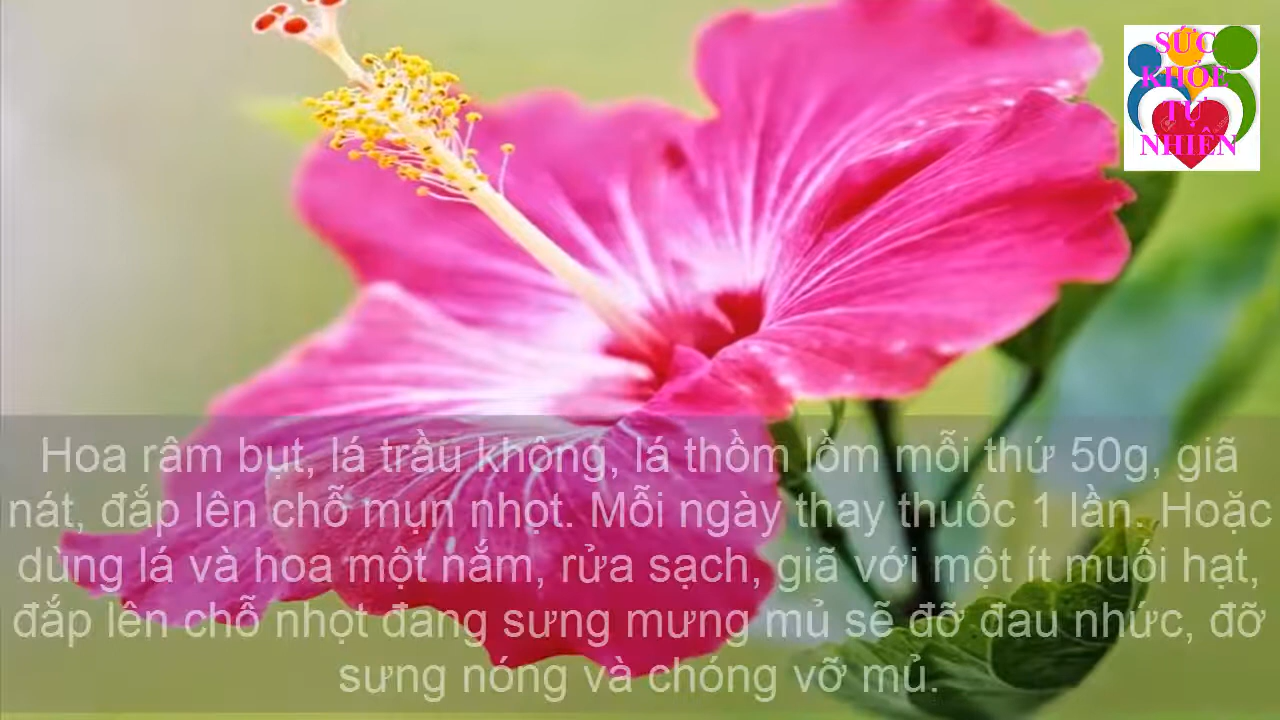 SỨC
KHỎE
TỰ
NHIÊN
Hoa râm bụt, lá trầu không, lá thồm lồm mỗi thứ 50g, giã
nát, đắp lên chỗ mụn nhọt. Mỗi ngày thay thuốc 1 lần. Hoặc
dùng lá và hoa một nắm, rửa sạch, giã với một ít muối hạt,
đắp lên chỗ nhọt đang sưng mưng mủ sẽ đỡ đau nhức, đỡ
sưng nóng và chóng vỡ mủ.